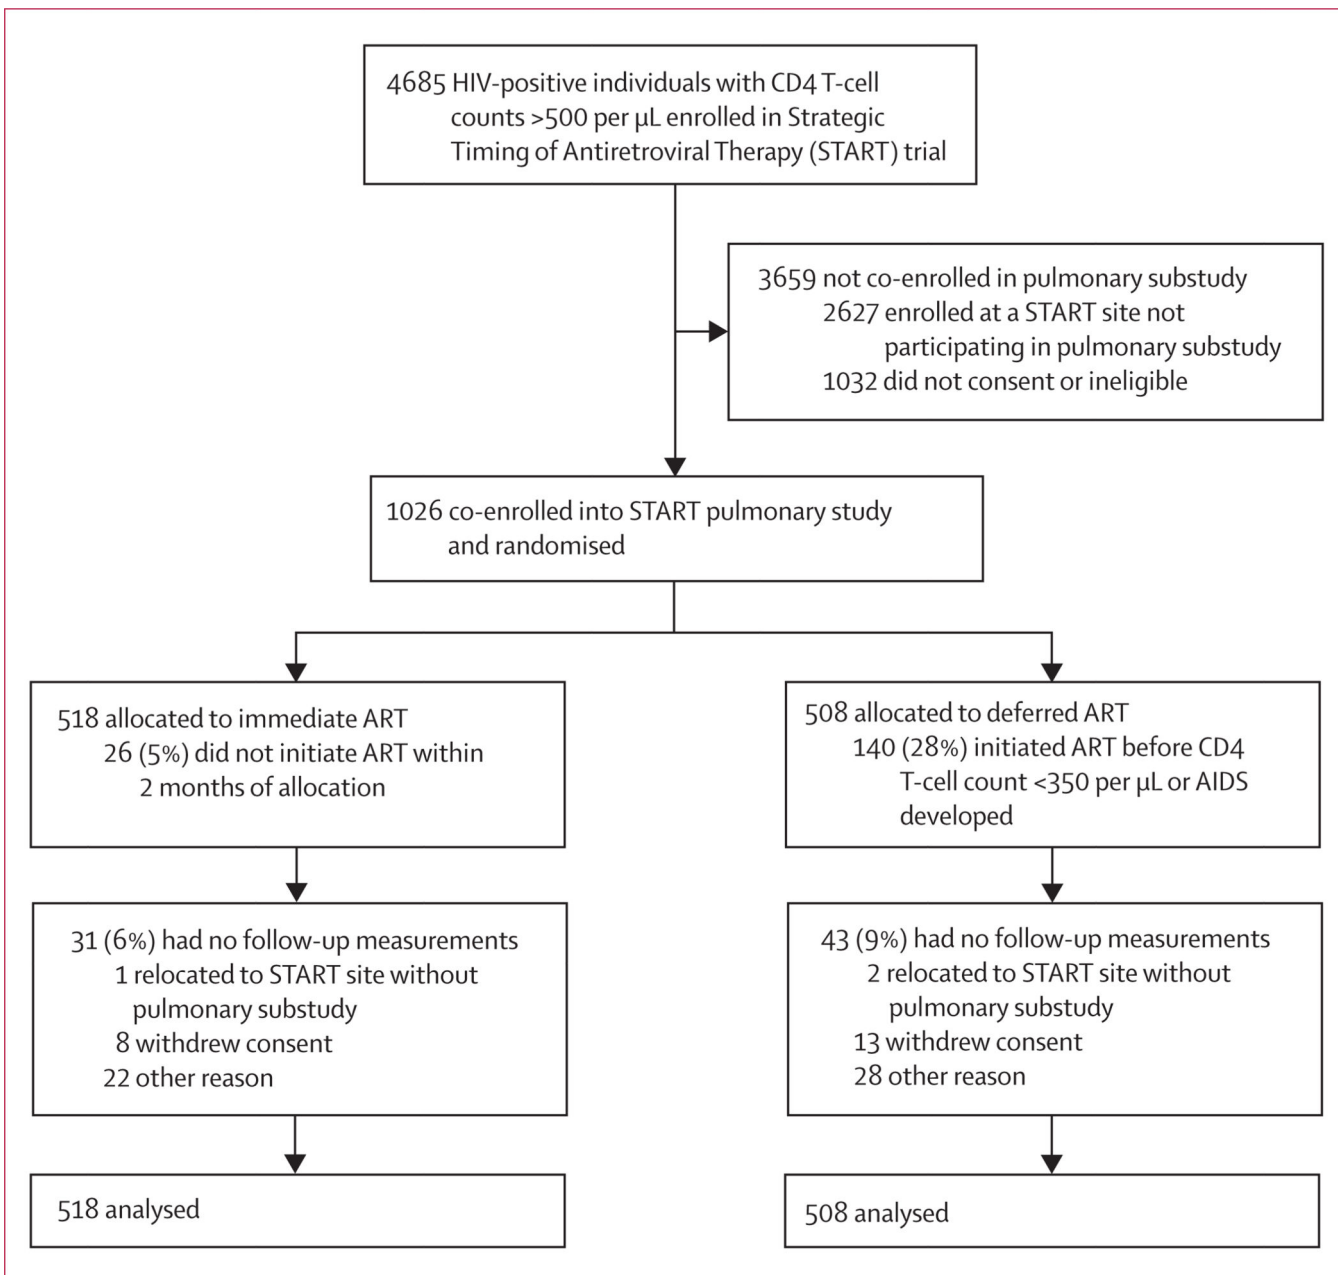 4685 HIV-positive individuals with CD4 T-cell
counts >500 per µL enrolled in Strategic
Timing of Antiretroviral Therapy (START) trial
3659 not co-enrolled in pulmonary substudy
2627 enrolled at a START site not
participating in pulmonary substudy
1032 did not consent or ineligible
1026 co-enrolled into START pulmonary study
and randomised
518 allocated to immediate ART
26 (5%) did not initiate ART within
2 months of allocation
508 allocated to deferred ART
140 (28%) initiated ART before CD4
T-cell count <350 per µL or AIDS
developed
31 (6%) had no follow-up measurements
1 relocated to START site without
pulmonary substudy
8 withdrew consent
22 other reason
43 (9%) had no follow-up measurements
2 relocated to START site without
pulmonary substudy
13 withdrew consent
28 other reason
518 analysed
508 analysed